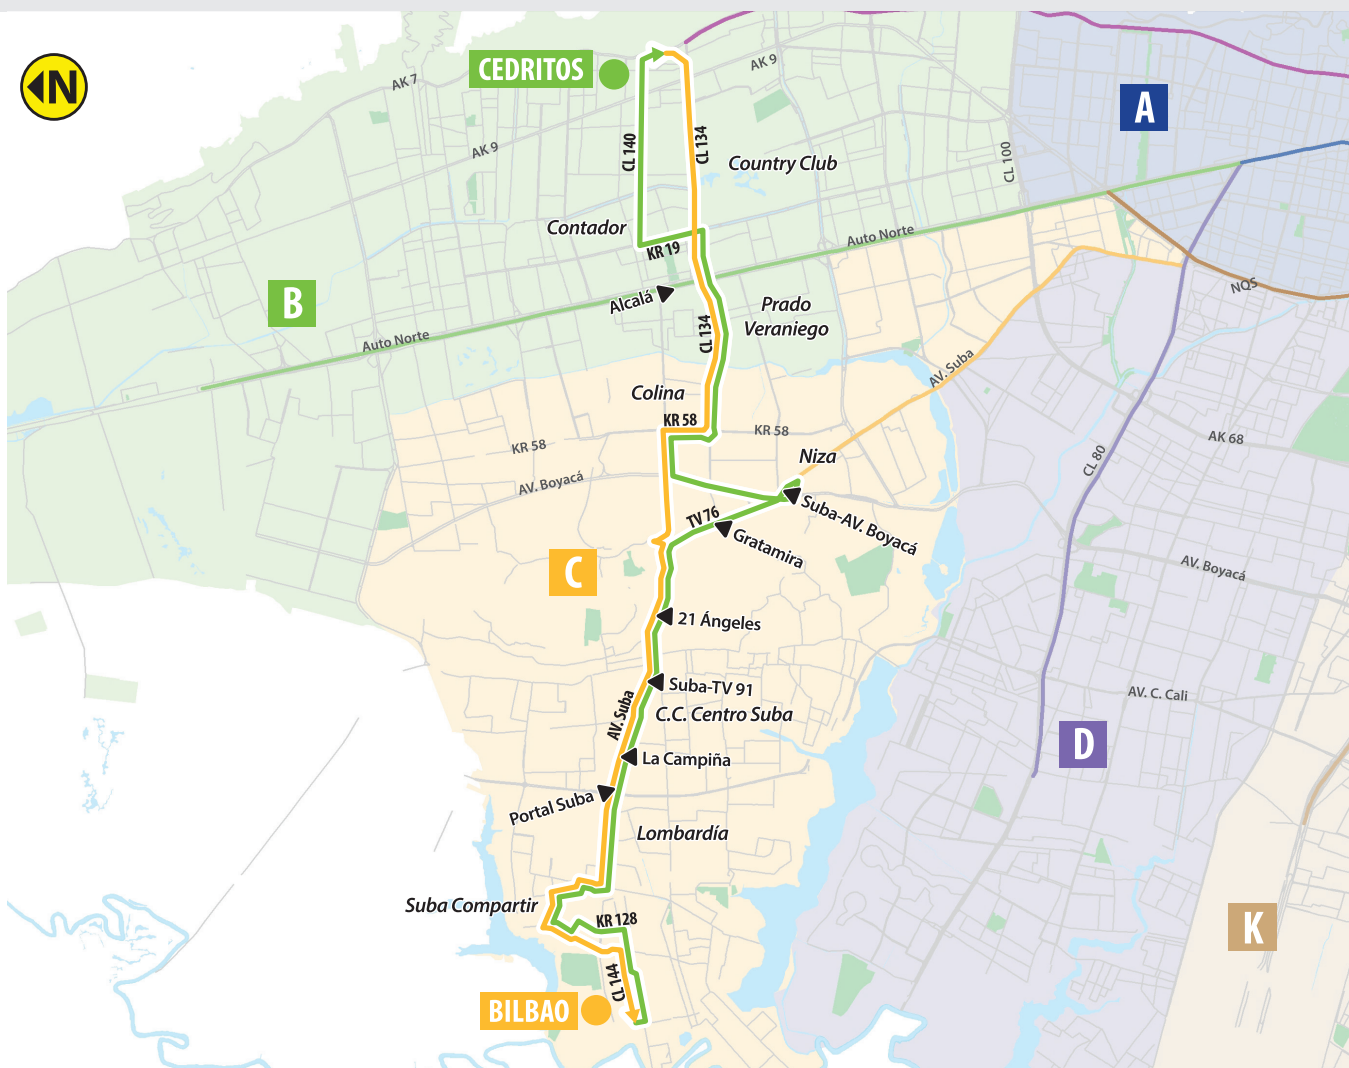 N
CEDRITOS
AK 7
AK 9
AK 9
A
CL 140
CL 134
CL 100
Country Club
Contador
KR 19
Auto Norte
B
Alcalá
Prado
Veraniego
NQS
Auto Norte
CL 134
AV. Suba
Colina
KR 58
KR 58
KR 58
AK 68
Niza
CL 80
AV. Boyacá
Suba-AV. Boyacá
TV 76
Gratamira
C
AV. Boyacá
21 Ángeles
Suba-TV 91
AV. C. Cali
AV. Suba
C.C. Centro Suba
D
La Campiña
Portal Suba
Lombardía
Suba Compartir
KR 128
K
CL 144
BILBAO